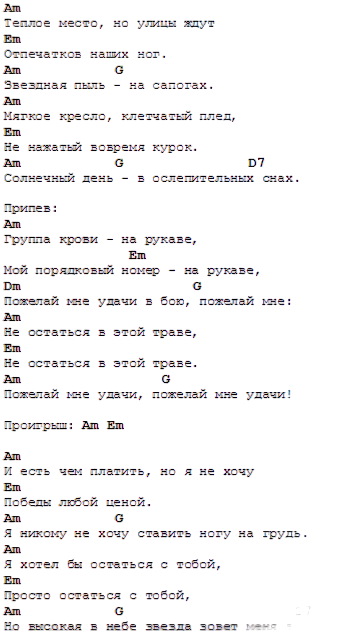 Am
Теплое место, но улицы ждут
Em
Отпечатков наших ног.
Am G
Звездная пыль - на сапогах.
Am
Мягкое кресло, клетчатый плед,
Em
Не нажатый вовремя курок.
Am G D7
Солнечный день - в ослепительных снах.
Припев:
Am
Группа крови - на рукаве,
Em
Мой порядковый номер - на рукаве,
Dm G
Пожелай мне удачи в бою, пожелай мне:
Am
Не остаться в этой траве,
Em
Не остаться в этой траве.
Am G
Пожелай мне удачи, пожелай мне удачи!
Проигрыш: Am Em
Am
И есть чем платить, но я не хочу
Em
Победы любой ценой.
Am G
Я никому не хочу ставить ногу на грудь.
Am
Я хотел бы остаться с тобой,
Em
Просто остаться с тобой,
Am G
Но высокая в небе звезда зовет меня